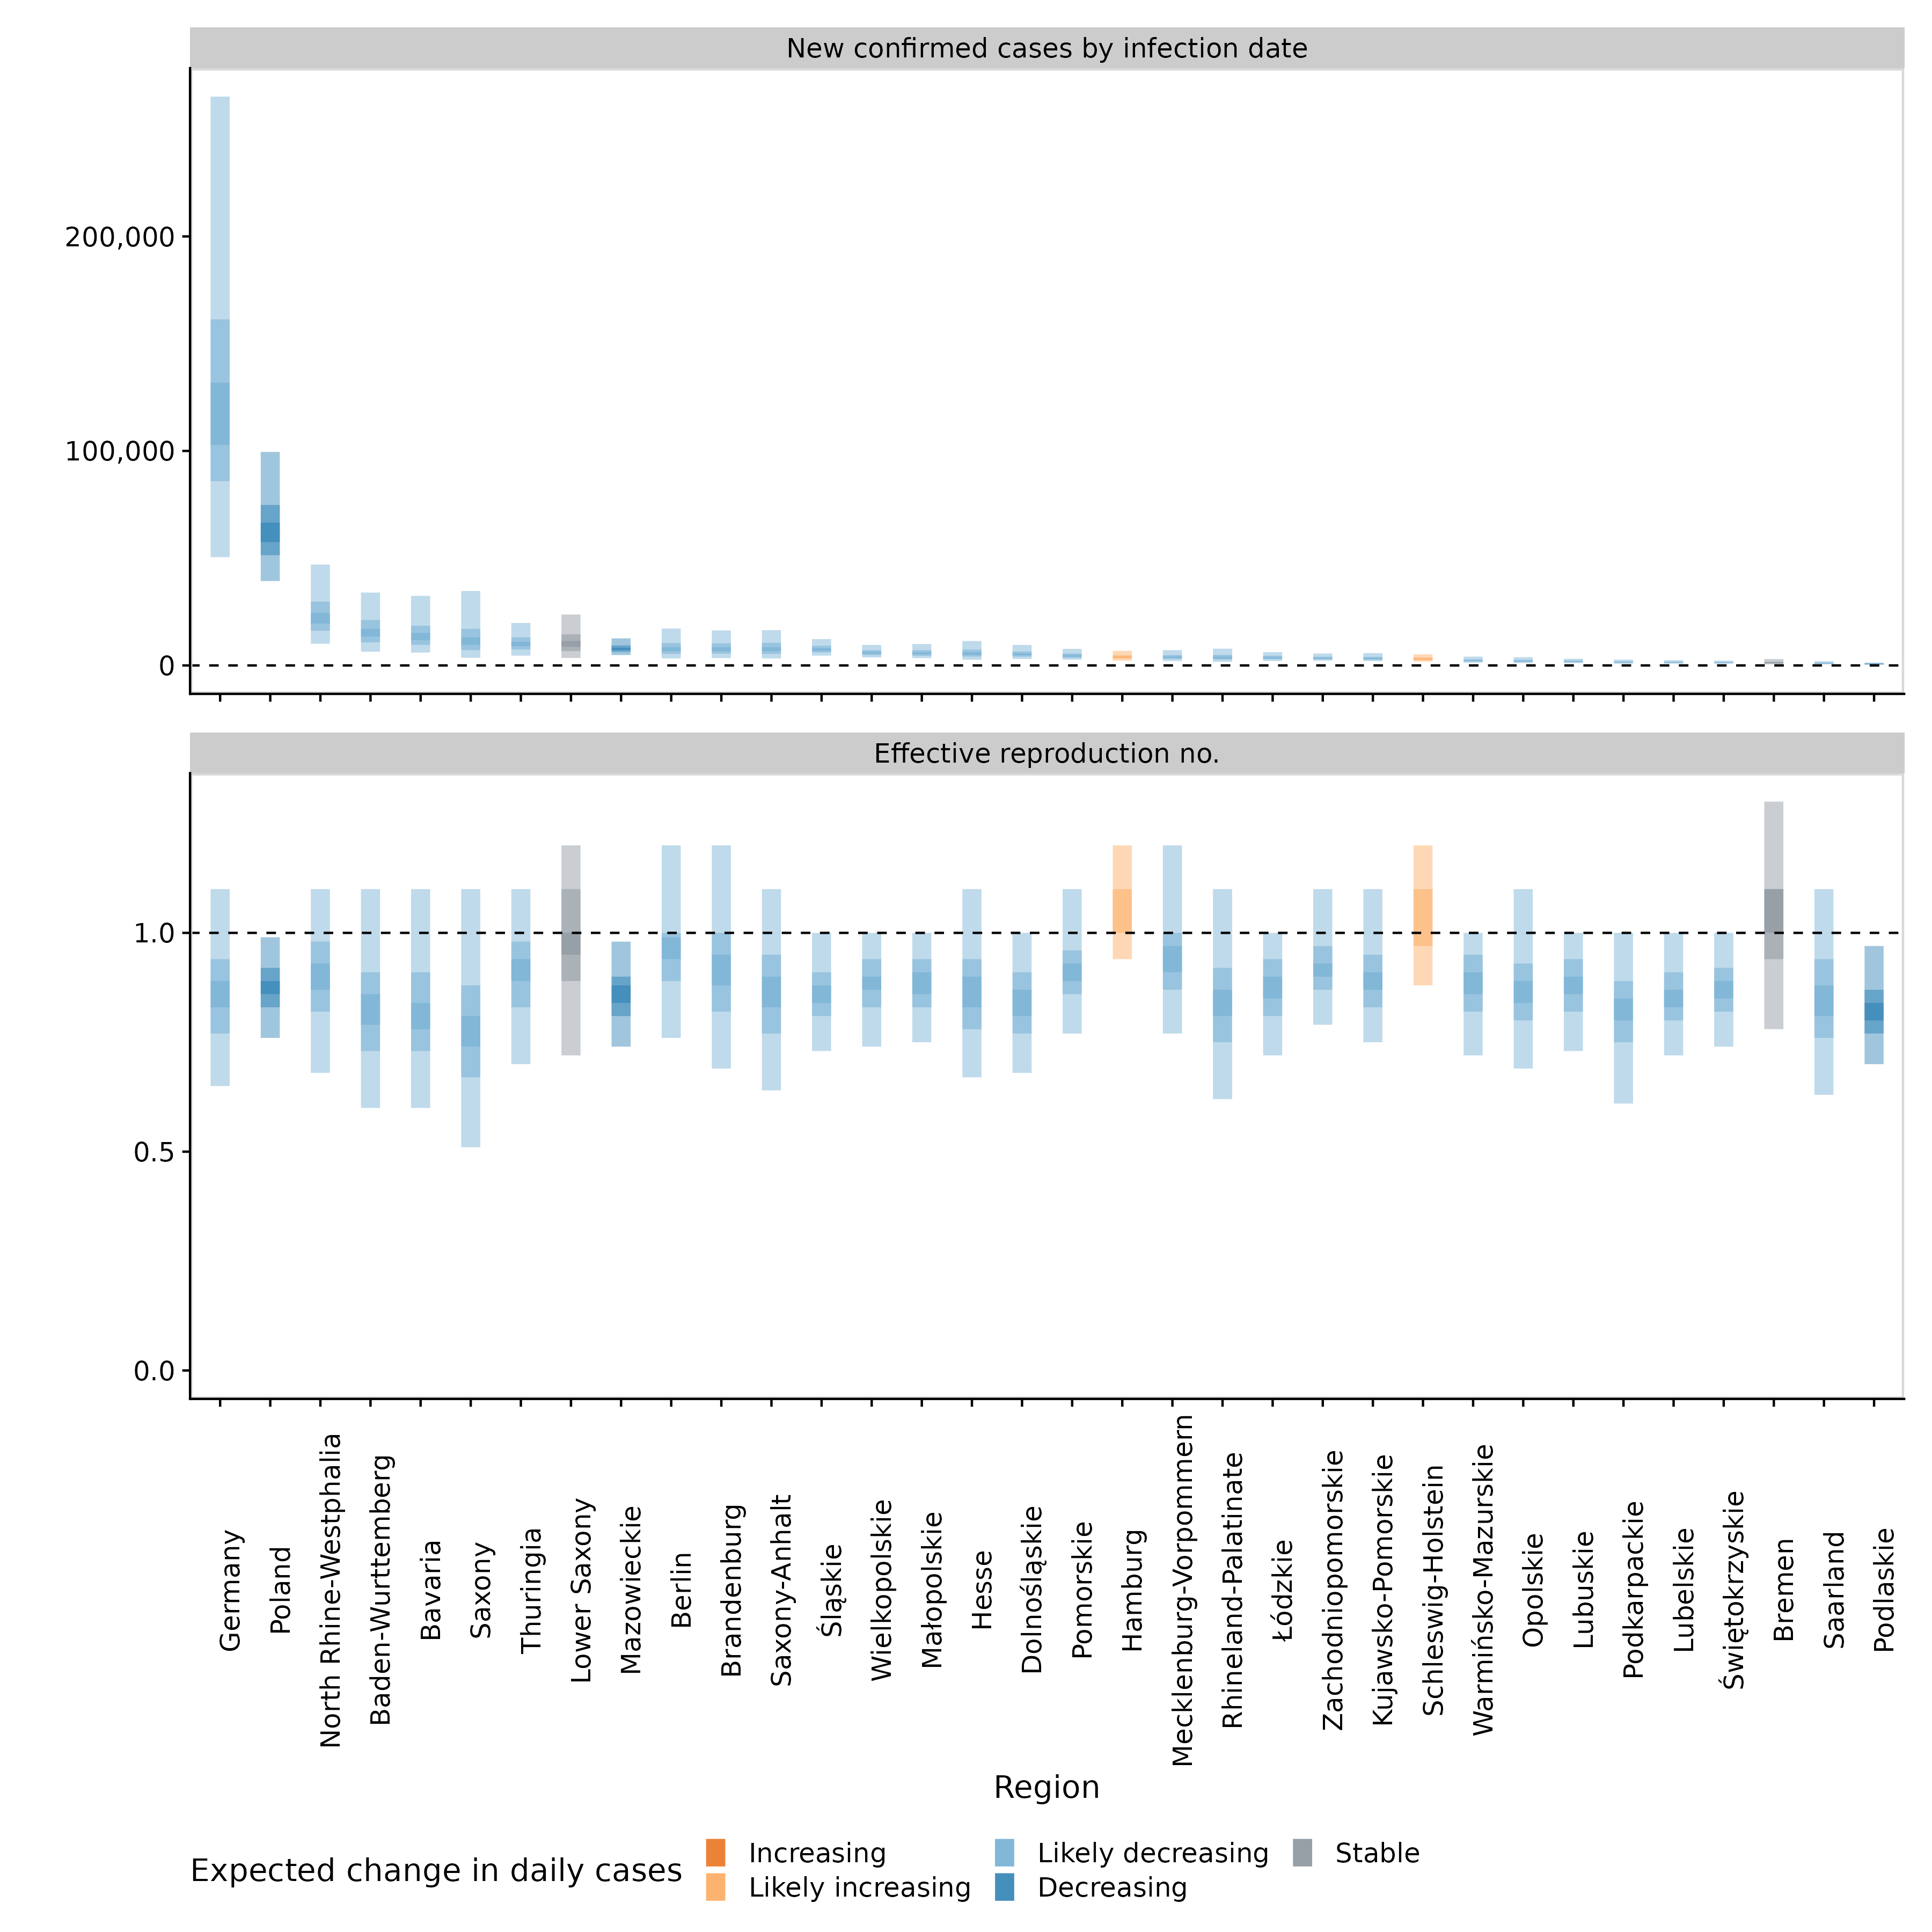 New confirmed cases by infection date
200,000
100,000
0
Effective reproduction no.
1.0
0.5
0.0
Germany
Poland
North Rhine-Westphalia
Baden-Wurttemberg
Bavaria
Saxony
Thuringia
Lower Saxony
Mazowieckie
Berlin
Brandenburg
Saxony-Anhalt
Śląskie
Wielkopolskie
Małopolskie
Hesse
Dolnośląskie
Pomorskie
Hamburg
Mecklenburg-Vorpommern
Rhineland-Palatinate
Łódzkie
Zachodniopomorskie
Kujawsko-Pomorskie
Schleswig-Holstein
Warmińsko-Mazurskie
Opolskie
Lubuskie
Podkarpackie
Lubelskie
Świętokrzyskie
Bremen
Saarland
Podlaskie
Region
Expected change in daily cases
Increasing
Likely increasing
Likely decreasing
Decreasing
Stable